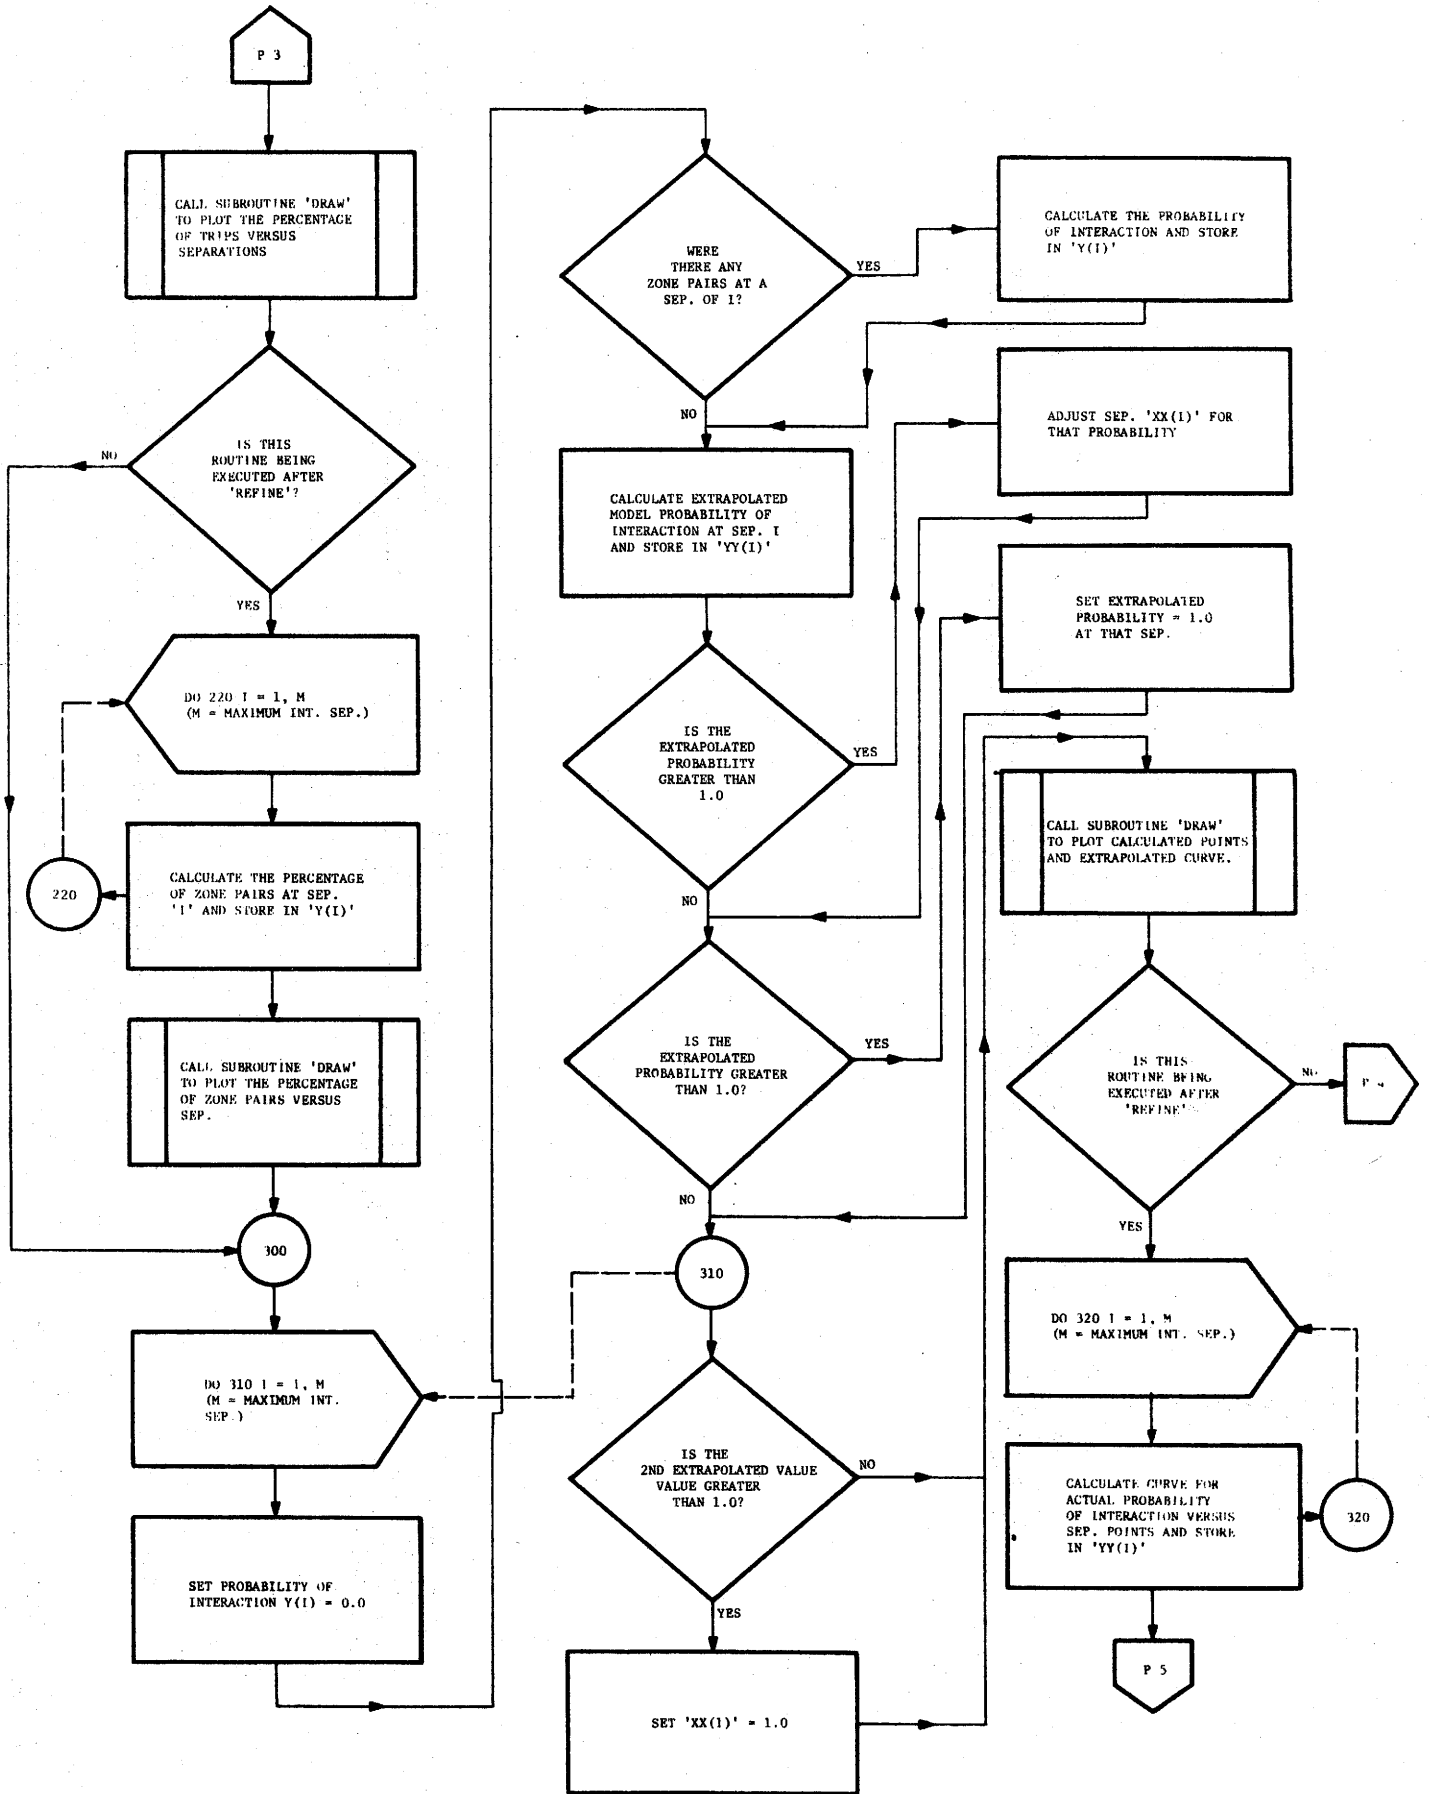 P 3
CALL SUBROUTINE 'DRAW'
TO PLOT THE PERCENTAGE
OF TRIPS VERSUS
SEPARATIONS
IS THIS
ROUTINE BEING
EXECUTED AFTER
'REFINE'?
NO
YES
DO 220 I = 1, M
(M = MAXIMUM INT. SEP.)
CALCULATE THE PERCENTAGE
OF ZONE PAIRS AT SEP.
'I' AND STORE IN 'Y(I)'
220
CALL SUBROUTINE 'DRAW'
TO PLOT THE PERCENTAGE
OF ZONE PAIRS VERSUS
SEP.
300
DO 310 I = 1, M
(M = MAXIMUM INT.
SEP.)
SET PROBABILITY OF
INTERACTION Y(I) = 0.0
WERE
THERE ANY
ZONE PAIRS AT A
SEP. OF I?
YES
NO
CALCULATE THE PROBABILITY
OF INTERACTION AND STORE
IN 'Y(I)'
CALCULATE EXTRAPOLATED
MODEL PROBABILITY OF
INTERACTION AT SEP. I
AND STORE IN 'YY(I)'
IS THE
EXTRAPOLATED
PROBABILITY
GREATER THAN
1.0
YES
NO
ADJUST SEP. 'XX(I)' FOR
THAT PROBABILITY
IS THE
EXTRAPOLATED
PROBABILITY GREATER
THAN 1.0?
YES
NO
SET EXTRAPOLATED
PROBABILITY = 1.0
AT THAT SEP.
310
IS THE
2ND EXTRAPOLATED VALUE
VALUE GREATER
THAN 1.0?
NO
YES
SET 'XX(I)' = 1.0
CALL SUBROUTINE 'DRAW'
TO PLOT CALCULATED POINTS
AND EXTRAPOLATED CURVE.
IS THIS
ROUTINE BEING
EXECUTED AFTER
'REFINE'
NO
P 4
YES
DO 320 I = 1, M
(M = MAXIMUM INT. SEP.)
CALCULATE CURVE FOR
ACTUAL PROBABILITY
OF INTERACTION VERSUS
SEP. POINTS AND STORE
IN 'YY(I)'
320
P 5